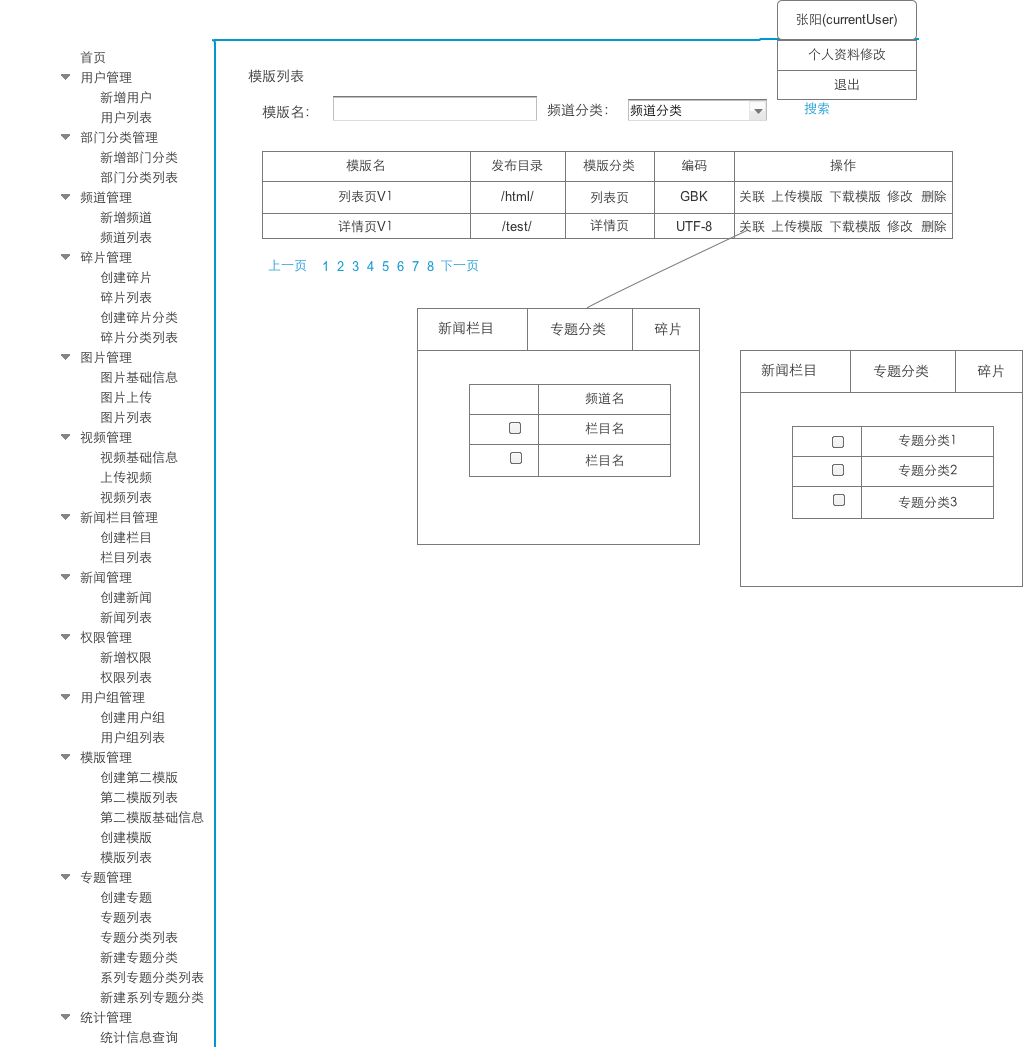 张阳(currentUser)
个人资料修改
退出
首页
用户管理
新增用户
用户列表
部门分类管理
新增部门分类
部门分类列表
频道管理
新增频道
频道列表
碎片管理
创建碎片
碎片列表
创建碎片分类
碎片分类列表
图片管理
图片基础信息
图片上传
图片列表
视频管理
视频基础信息
上传视频
视频列表
新闻栏目管理
创建栏目
栏目列表
新闻管理
创建新闻
新闻列表
权限管理
新增权限
权限列表
用户组管理
创建用户组
用户组列表
模版管理
创建第二模版
第二模版列表
第二模版基础信息
创建模版
模版列表
专题管理
创建专题
专题列表
专题分类列表
新建专题分类
系列专题分类列表
新建系列专题分类
统计管理
统计信息查询
模版列表
模版名: 频道分类: 频道分类 搜索
模版名 发布目录 模版分类 编码 操作
列表页V1 /html/ 列表页 GBK 关联 上传模版 下载模版 修改 删除
详情页V1 /test/ 详情页 UTF-8 关联 上传模版 下载模版 修改 删除
上一页 1 2 3 4 5 6 7 8 下一页
新闻栏目 专题分类 碎片
频道名
栏目名
栏目名
新闻栏目 专题分类 碎片
专题分类1
专题分类2
专题分类3